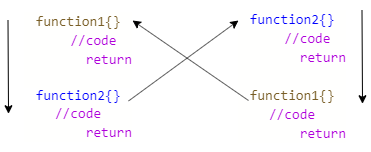 function1{}
//code
return
function2{}
//code
return
function2{}
//code
return
function1{}
//code
return